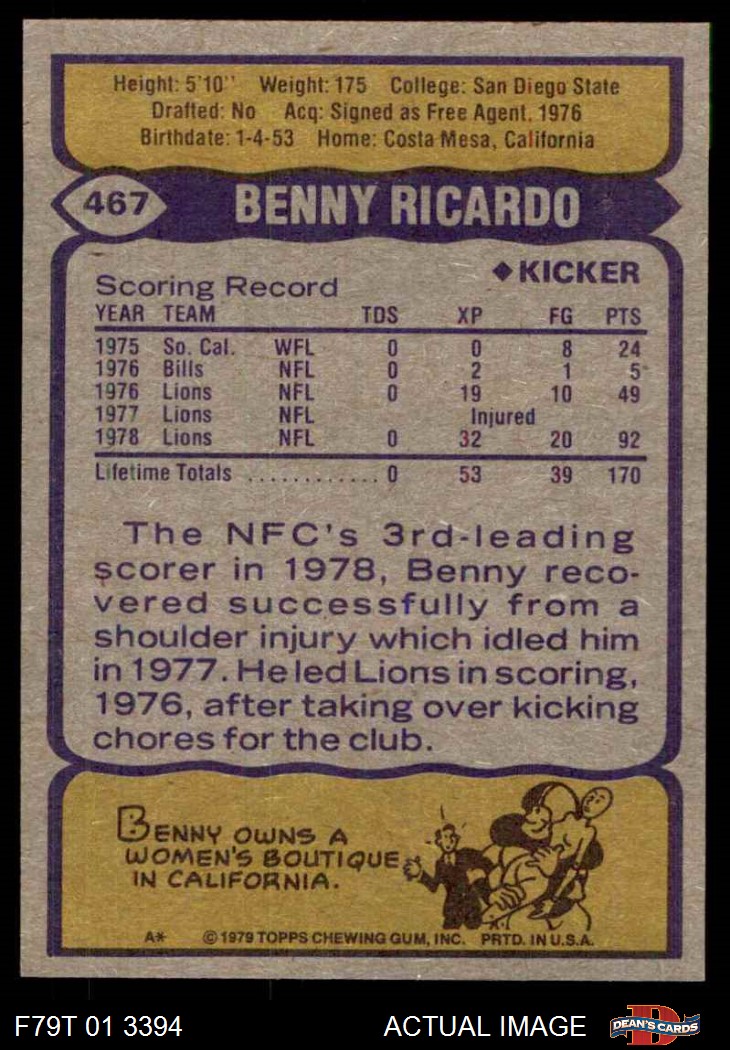 Height: 5'10'' Weight: 175 College: San Diego State
Drafted: No Acq: Signed as Free Agent, 1976
Birthdate: 1-4-53 Home: Costa Mesa, California
467 BENNY RICARDO
◆KICKER
Scoring Record
YEAR TEAM TDS XP FG PTS
1975 So. Cal. WFL 0 0 8 24
1976 Bills NFL 0 2 1 5
1976 Lions NFL 0 19 10 49
1977 Lions NFL Injured
1978 Lions NFL 0 32 20 92
Lifetime Totals ............. 0 53 39 170
The NFC's 3rd-leading
scorer in 1978, Benny reco-
vered successfully from a
shoulder injury which idled him
in 1977. He led Lions in scoring,
1976, after taking over kicking
chores for the club.
BENNY OWNS A
WOMEN'S BOUTIQUE
IN CALIFORNIA.
A* © 1979 TOPPS CHEWING GUM, INC. PRTD. IN U.S.A.
F79T 01 3394 ACTUAL IMAGE DEAN'S CARDS